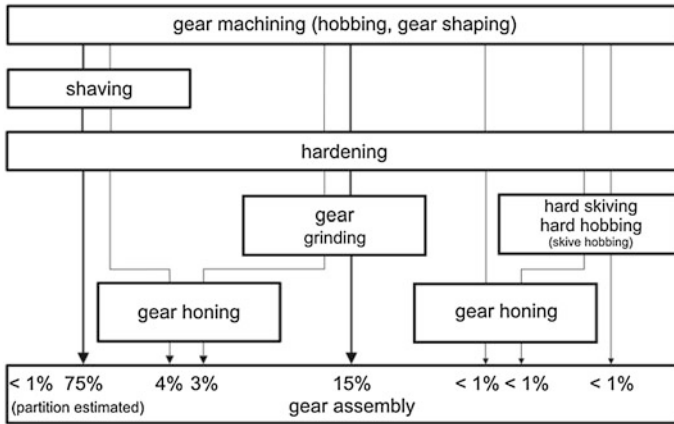 gear machining (hobbing, gear shaping)
shaving
hardening
gear
grinding
hard skiving
hard hobbing
(skive hobbing)
gear honing
gear honing
< 1% 75% 4% 3% 15% < 1% < 1% < 1%
(partition estimated) gear assembly